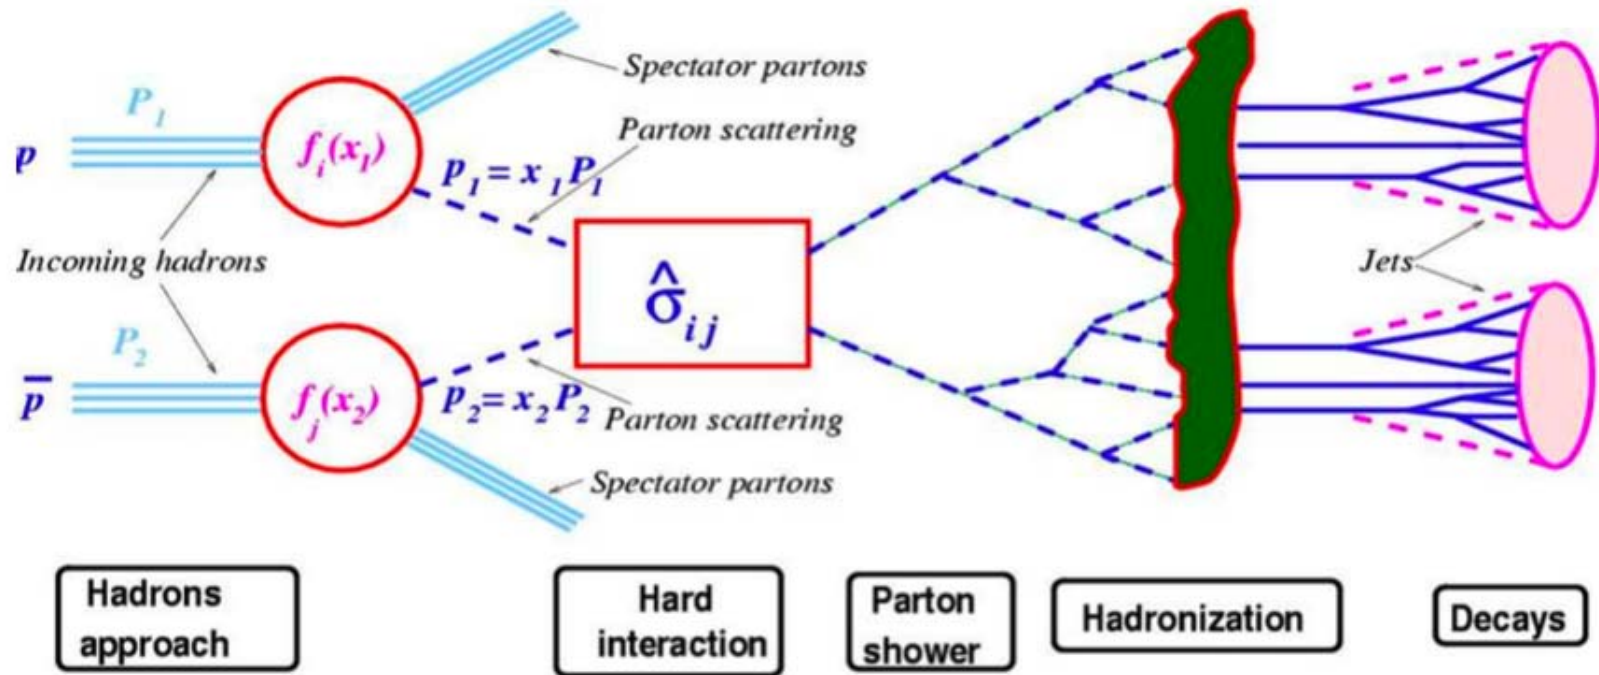 Spectator partons
P₁
Parton scattering
p
fᵢ(x₁)
p₁ = x₁P₁
Incoming hadrons
σ̂ᵢⱼ
Jets
P₂
p̅
fⱼ(x₂)
p₂ = x₂P₂
Parton scattering
Spectator partons
Hadrons
approach
Hard
interaction
Parton
shower
Hadronization
Decays